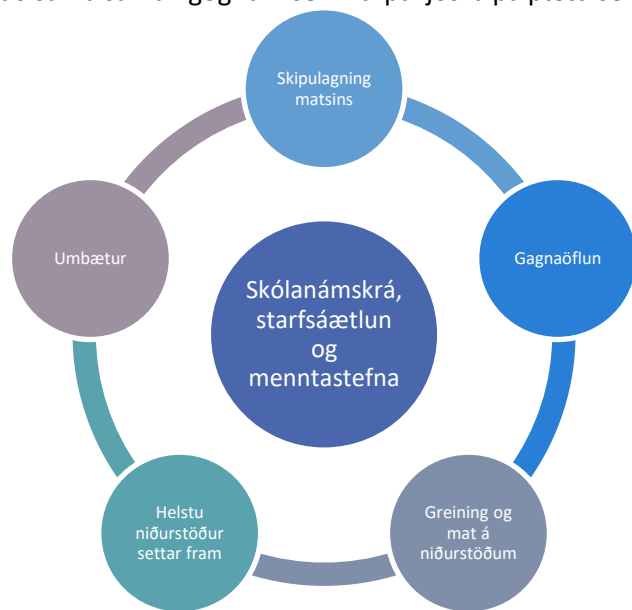 Skipulagning
matsins
Umbætur
Gagnaöflun
Skólanámskrá,
starfsáætlun
og
menntastefna
Helstu
niðurstöður
settar fram
Greining og
mat á
niðurstöðum